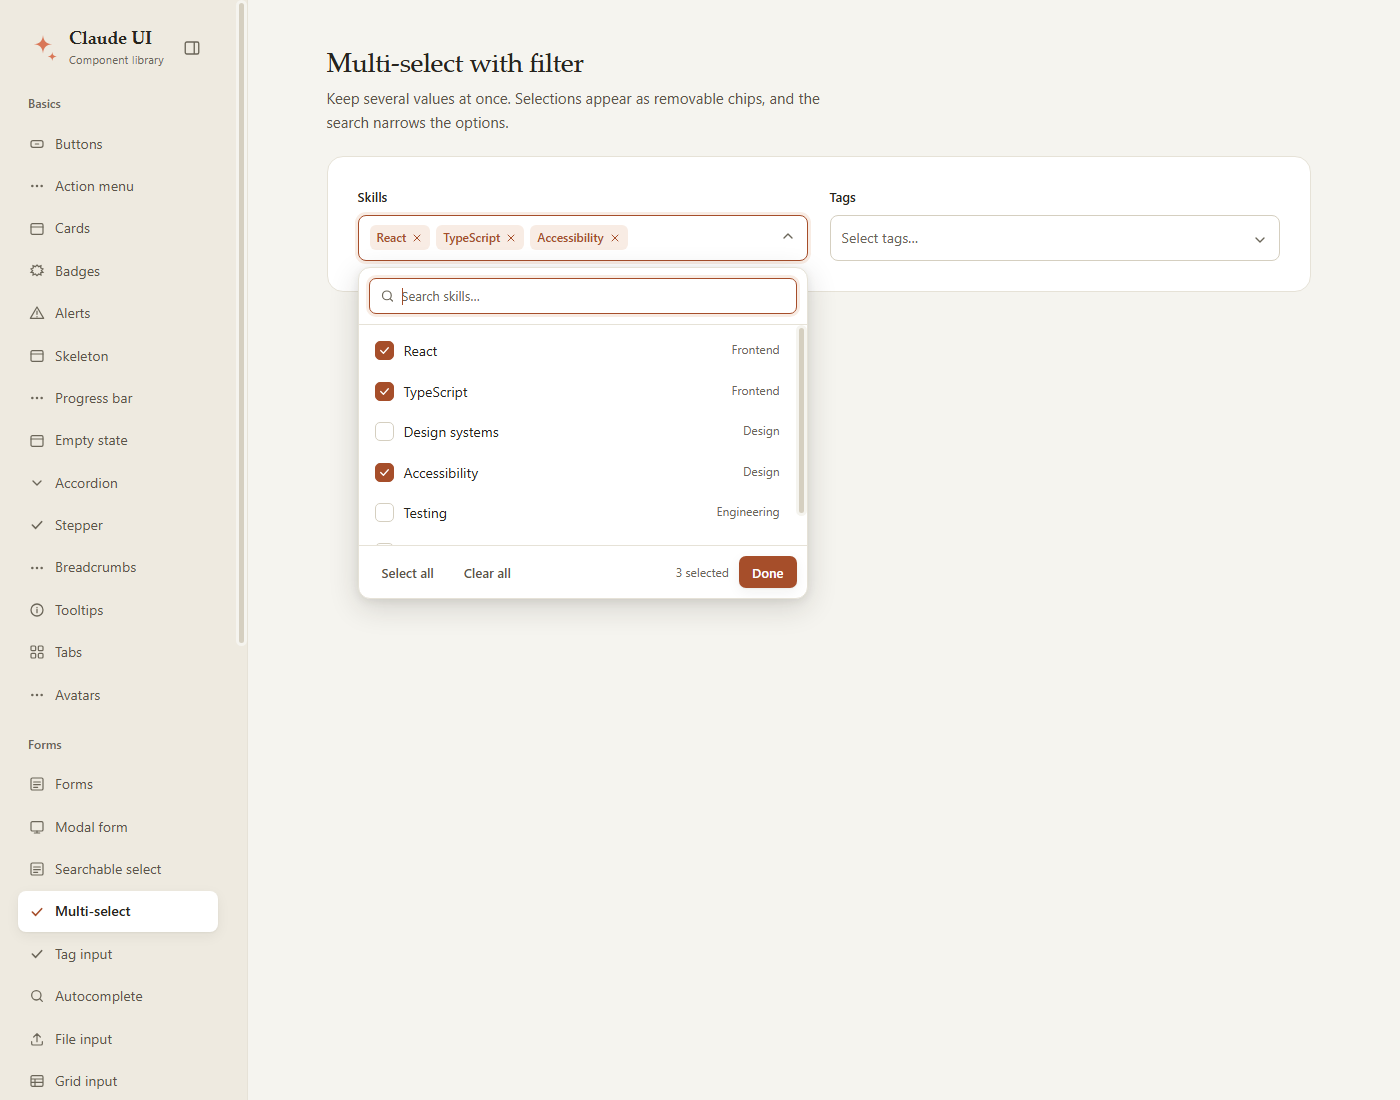 Claude UI
Component library
Basics
Buttons
Action menu
Cards
Badges
Alerts
Skeleton
Progress bar
Empty state
Accordion
Stepper
Breadcrumbs
Tooltips
Tabs
Avatars
Forms
Forms
Modal form
Searchable select
Multi-select
Tag input
Autocomplete
File input
Grid input
Multi-select with filter
Keep several values at once. Selections appear as removable chips, and the
search narrows the options.
Skills
React
TypeScript
Accessibility
Tags
Select tags...
Search skills...
React Frontend
TypeScript Frontend
Design systems Design
Accessibility Design
Testing Engineering
Select all Clear all 3 selected Done